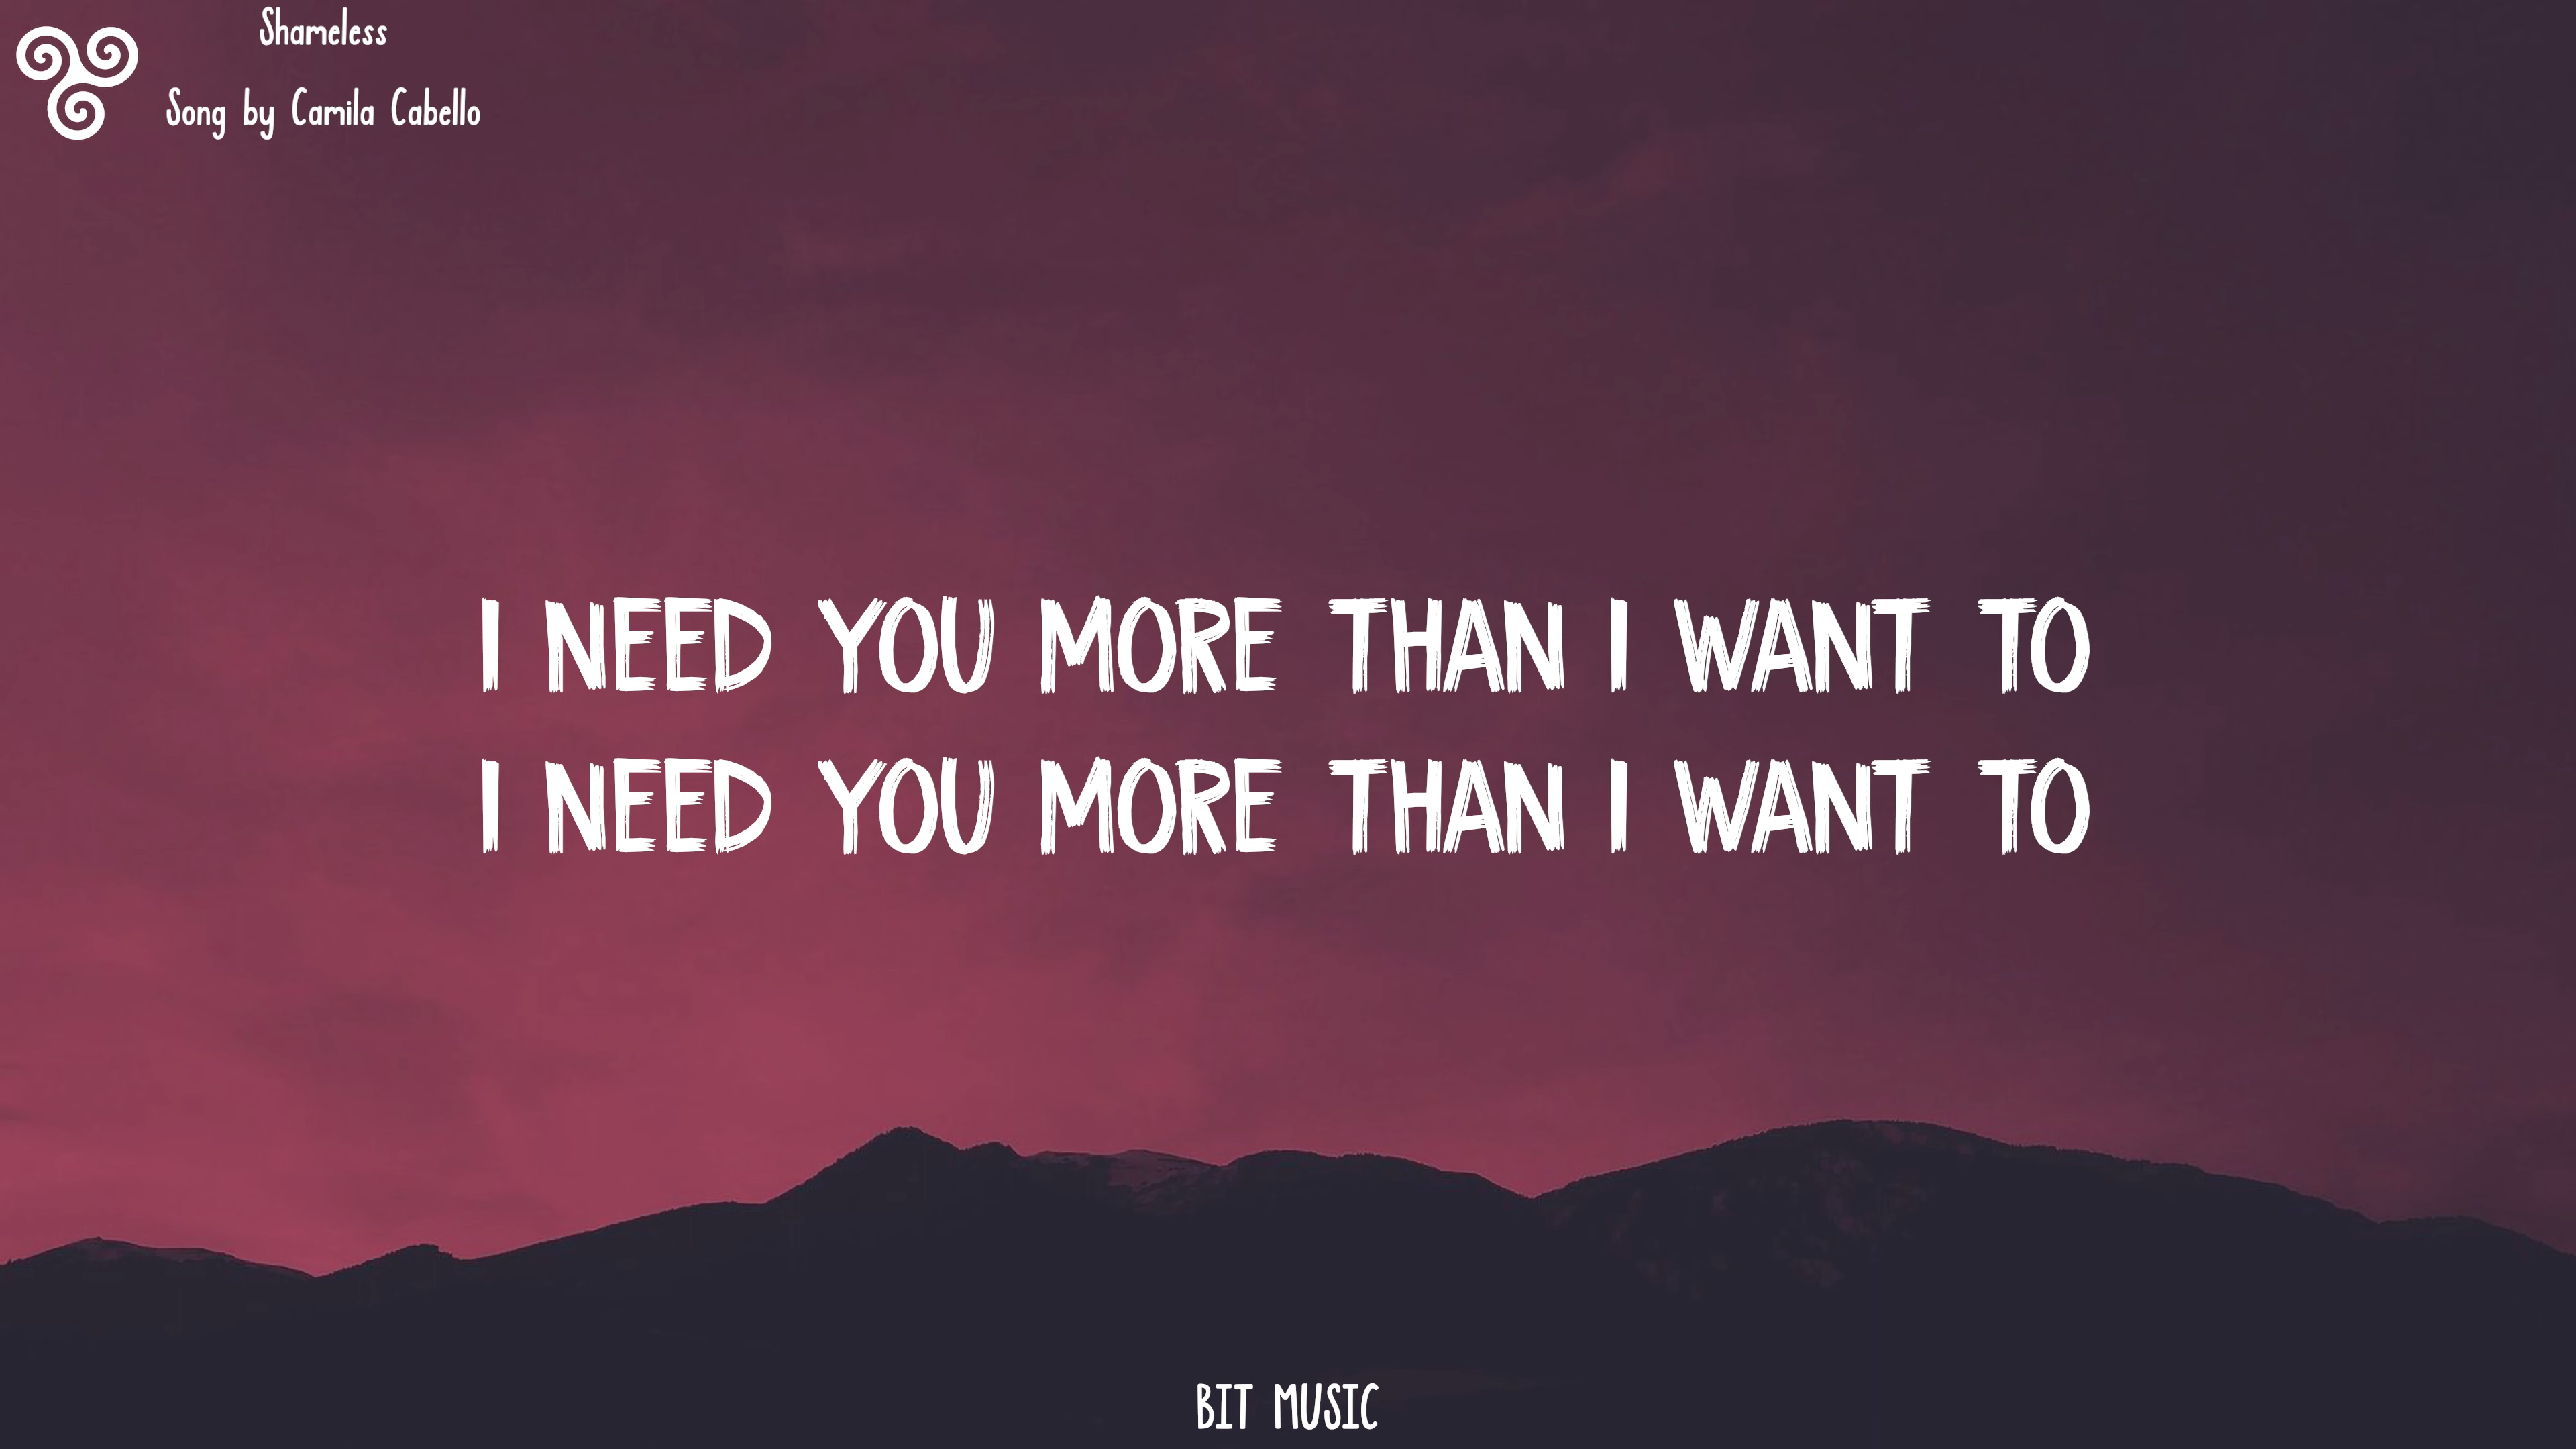 Shameless
Song by Camila Cabello
I NEED YOU MORE THAN I WANT TO
I NEED YOU MORE THAN I WANT TO
BIT MUSIC